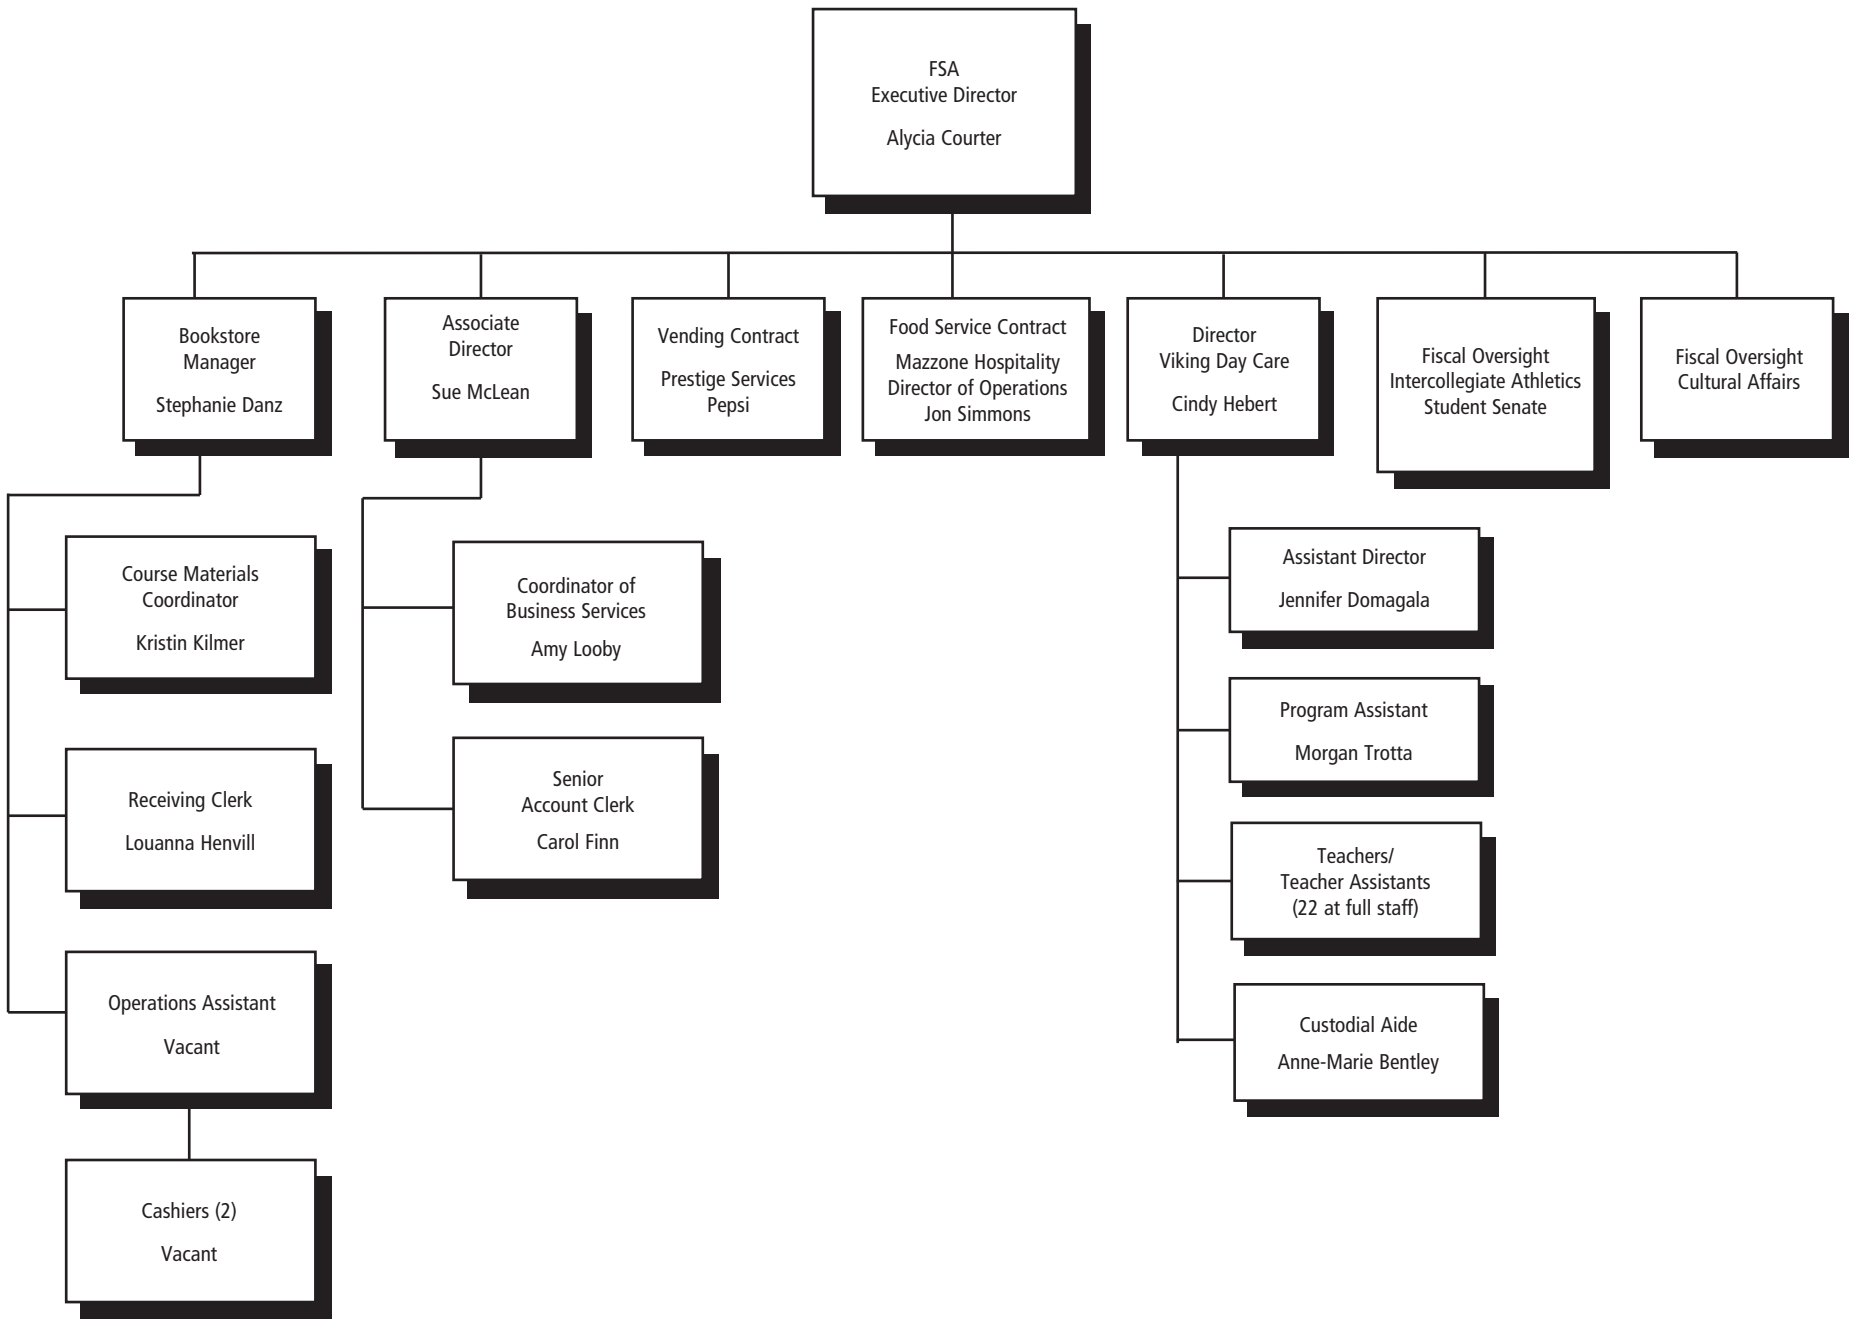 FSA
Executive Director
Alycia Courter
Bookstore
Manager
Stephanie Danz
Associate
Director
Sue McLean
Vending Contract
Prestige Services
Pepsi
Food Service Contract
Mazzone Hospitality
Director of Operations
Jon Simmons
Director
Viking Day Care
Cindy Hebert
Fiscal Oversight
Intercollegiate Athletics
Student Senate
Fiscal Oversight
Cultural Affairs
Course Materials
Coordinator
Kristin Kilmer
Receiving Clerk
Louanna Henvill
Operations Assistant
Vacant
Cashiers (2)
Vacant
Coordinator of
Business Services
Amy Looby
Senior
Account Clerk
Carol Finn
Assistant Director
Jennifer Domagala
Program Assistant
Morgan Trotta
Teachers/
Teacher Assistants
(22 at full staff)
Custodial Aide
Anne-Marie Bentley